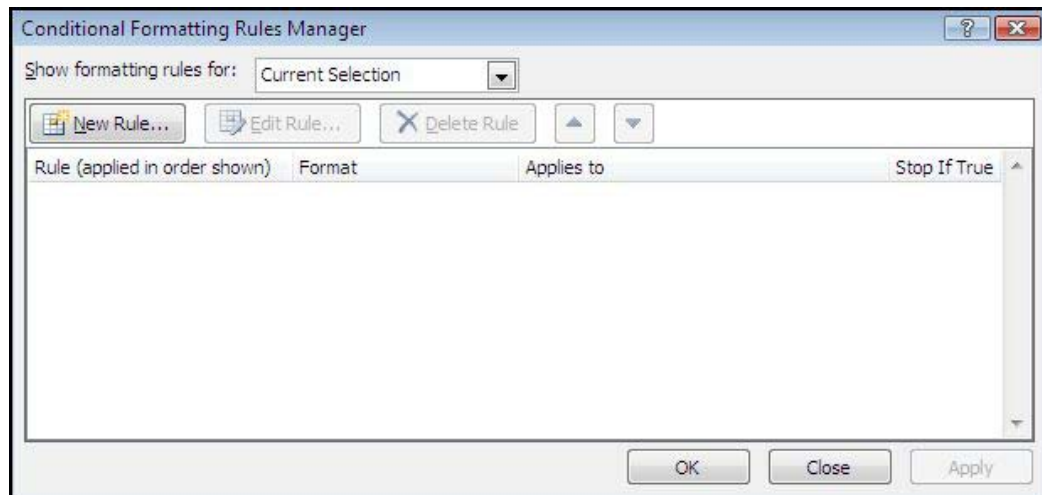 Conditional Formatting Rules Manager
Show formatting rules for: Current Selection
New Rule... Edit Rule... Delete Rule
Rule (applied in order shown) Format Applies to Stop If True
OK Close Apply